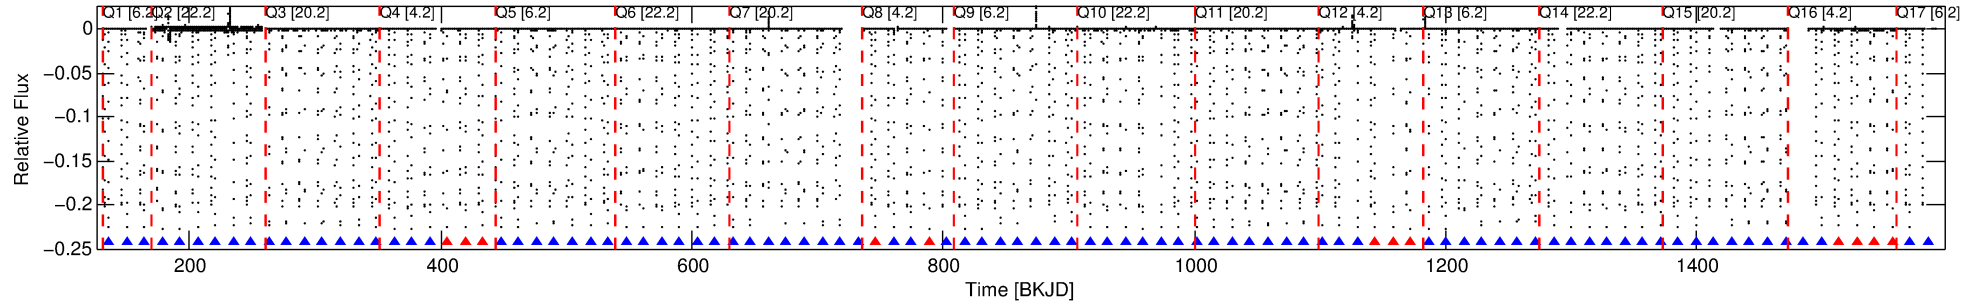 Q1 [6.2] Q2 [22.2] Q3 [20.2] Q4 [4.2] Q5 [6.2] Q6 [22.2] Q7 [20.2] Q8 [4.2] Q9 [6.2] Q10 [22.2] Q11 [20.2] Q12 [4.2] Q13 [6.2] Q14 [22.2] Q15 [20.2] Q16 [4.2] Q17 [6.2]
0
−0.05
−0.1
−0.15
−0.2
−0.25
Relative Flux
200 400 600 800 1000 1200 1400
Time [BKJD]